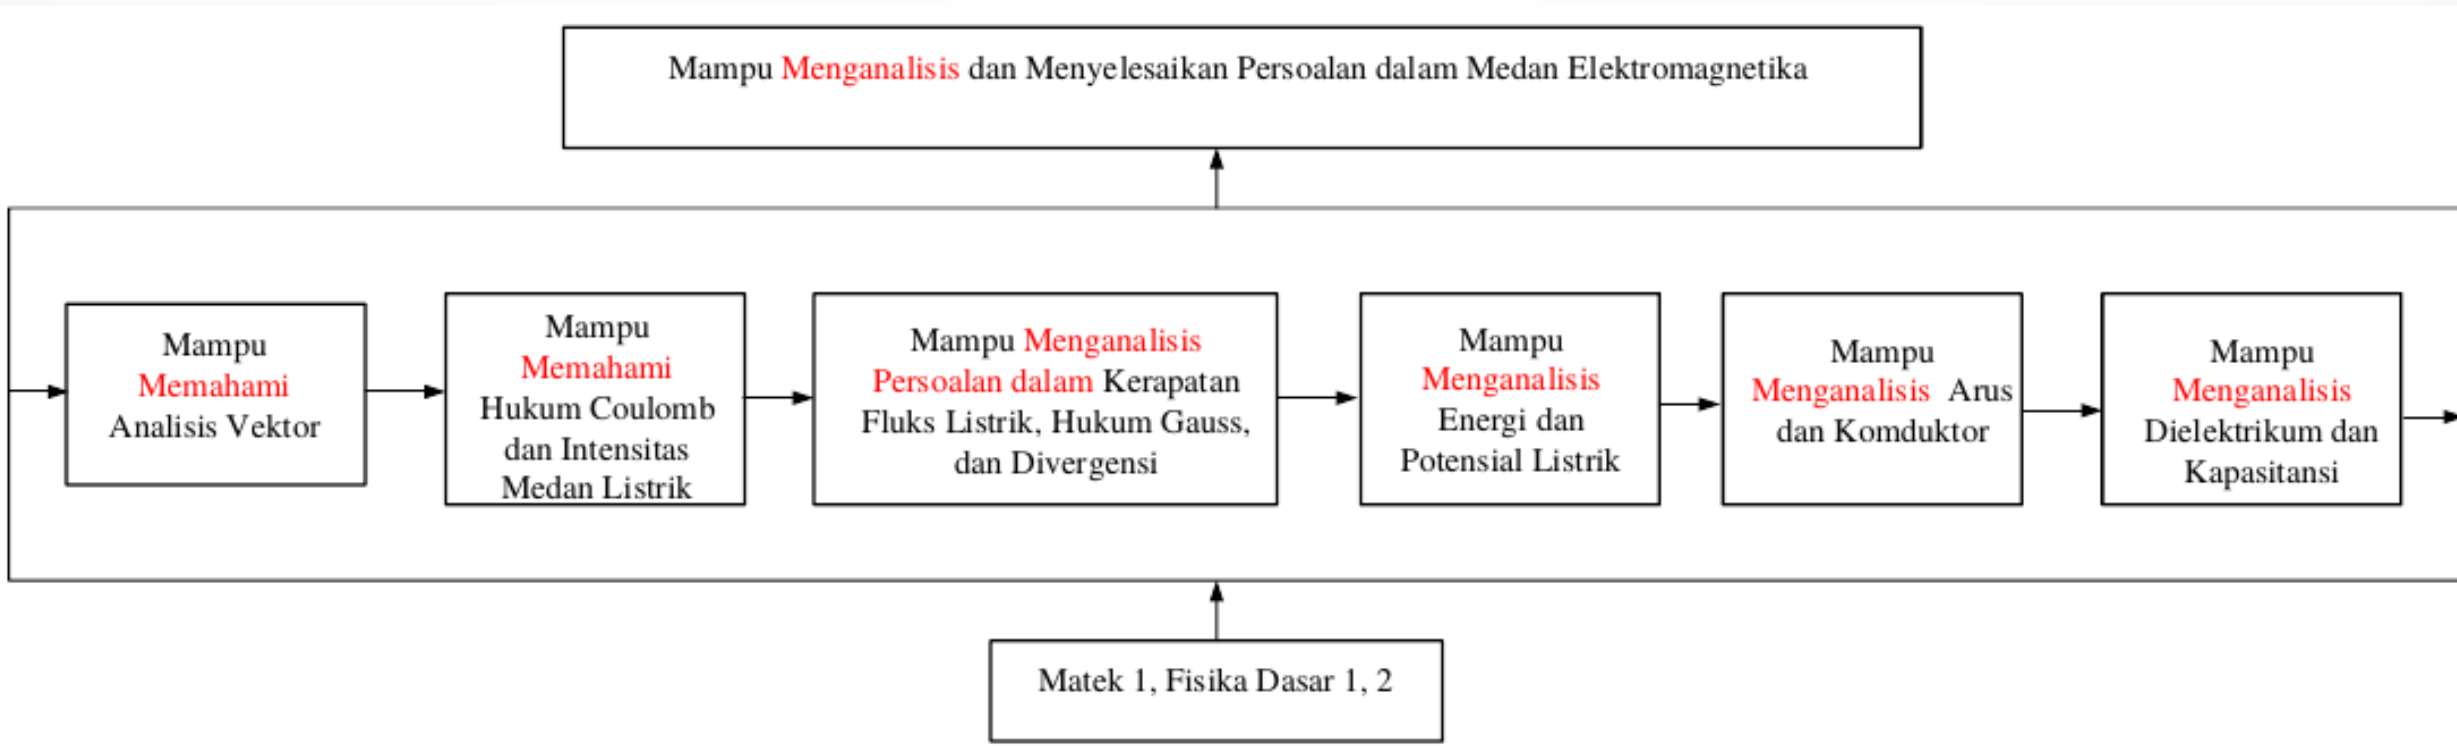 Mampu Menganalisis dan Menyelesaikan Persoalan dalam Medan Elektromagnetika
Mampu
Memahami
Analisis Vektor
Mampu
Memahami
Hukum Coulomb
dan Intensitas
Medan Listrik
Mampu Menganalisis
Persoalan dalam Kerapatan
Fluks Listrik, Hukum Gauss,
dan Divergensi
Mampu
Menganalisis
Energi dan
Potensial Listrik
Mampu
Menganalisis Arus
dan Komduktor
Mampu
Menganalisis
Dielektrikum dan
Kapasitansi
Matek 1, Fisika Dasar 1, 2